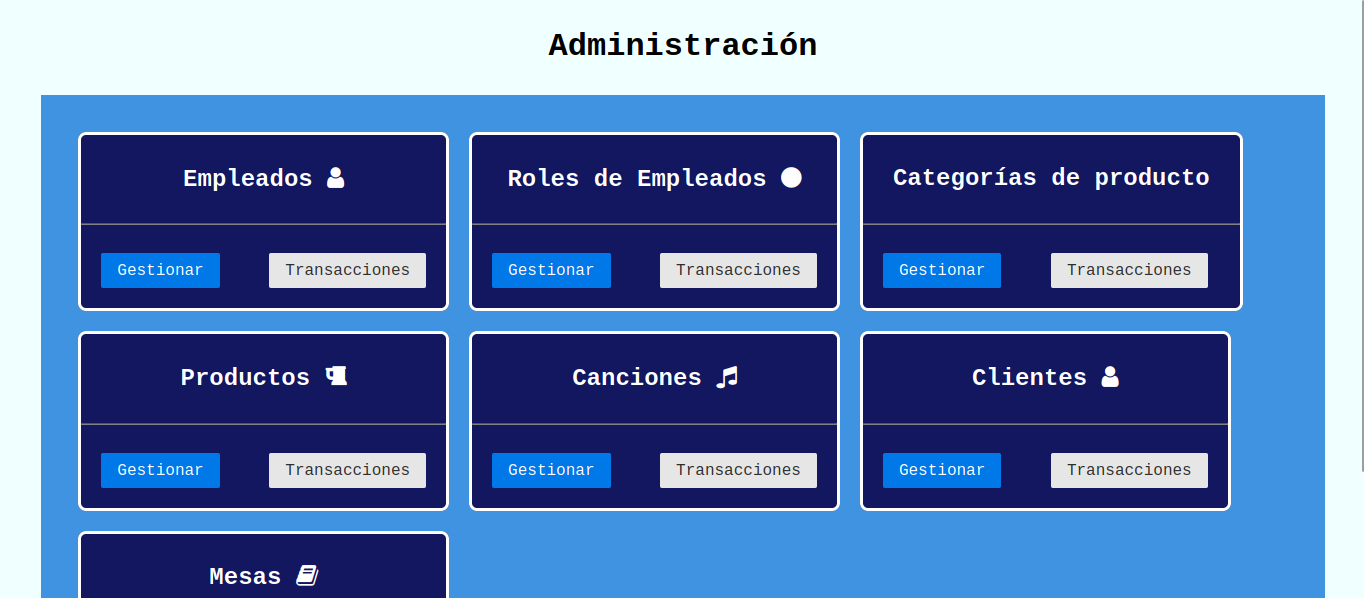 Administración
Empleados
Roles de Empleados
Categorías de producto
Gestionar Transacciones
Gestionar Transacciones
Gestionar Transacciones
Productos
Canciones
Clientes
Gestionar Transacciones
Gestionar Transacciones
Gestionar Transacciones
Mesas